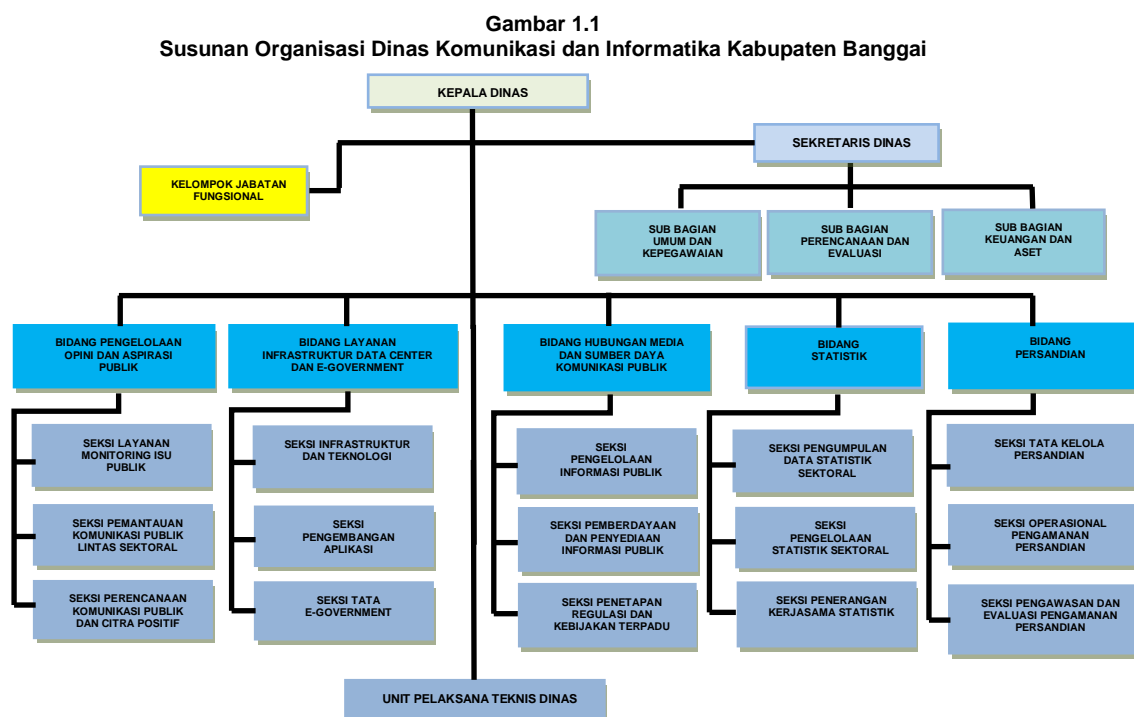 Gambar 1.1
Susunan Organisasi Dinas Komunikasi dan Informatika Kabupaten Banggai
KEPALA DINAS
SEKRETARIS DINAS
KELOMPOK JABATAN
FUNGSIONAL
SUB BAGIAN
UMUM DAN
KEPEGAWAIAN
SUB BAGIAN
PERENCANAAN DAN
EVALUASI
SUB BAGIAN
KEUANGAN DAN
ASET
BIDANG PENGELOLAAN
OPINI DAN ASPIRASI
PUBLIK
BIDANG LAYANAN
INFRASTRUKTUR DATA CENTER
DAN E-GOVERNMENT
BIDANG HUBUNGAN MEDIA
DAN SUMBER DAYA
KOMUNIKASI PUBLIK
BIDANG
STATISTIK
BIDANG
PERSANDIAN
SEKSI LAYANAN
MONITORING ISU
PUBLIK
SEKSI INFRASTRUKTUR
DAN TEKNOLOGI
SEKSI
PENGELOLAAN
INFORMASI PUBLIK
SEKSI PENGUMPULAN
DATA STATISTIK
SEKTORAL
SEKSI TATA KELOLA
PERSANDIAN
SEKSI PEMANTAUAN
KOMUNIKASI PUBLIK
LINTAS SEKTORAL
SEKSI
PENGEMBANGAN
APLIKASI
SEKSI PEMBERDAYAAN
DAN PENYEDIAAN
INFORMASI PUBLIK
SEKSI
PENGELOLAAN
STATISTIK SEKTORAL
SEKSI OPERASIONAL
PENGAMANAN
PERSANDIAN
SEKSI PERENCANAAN
KOMUNIKASI PUBLIK
DAN CITRA POSITIF
SEKSI TATA
E-GOVERNMENT
SEKSI PENETAPAN
REGULASI DAN
KEBIJAKAN TERPADU
SEKSI PENERANGAN
KERJASAMA STATISTIK
SEKSI PENGAWASAN DAN
EVALUASI PENGAMANAN
PERSANDIAN
UNIT PELAKSANA TEKNIS DINAS